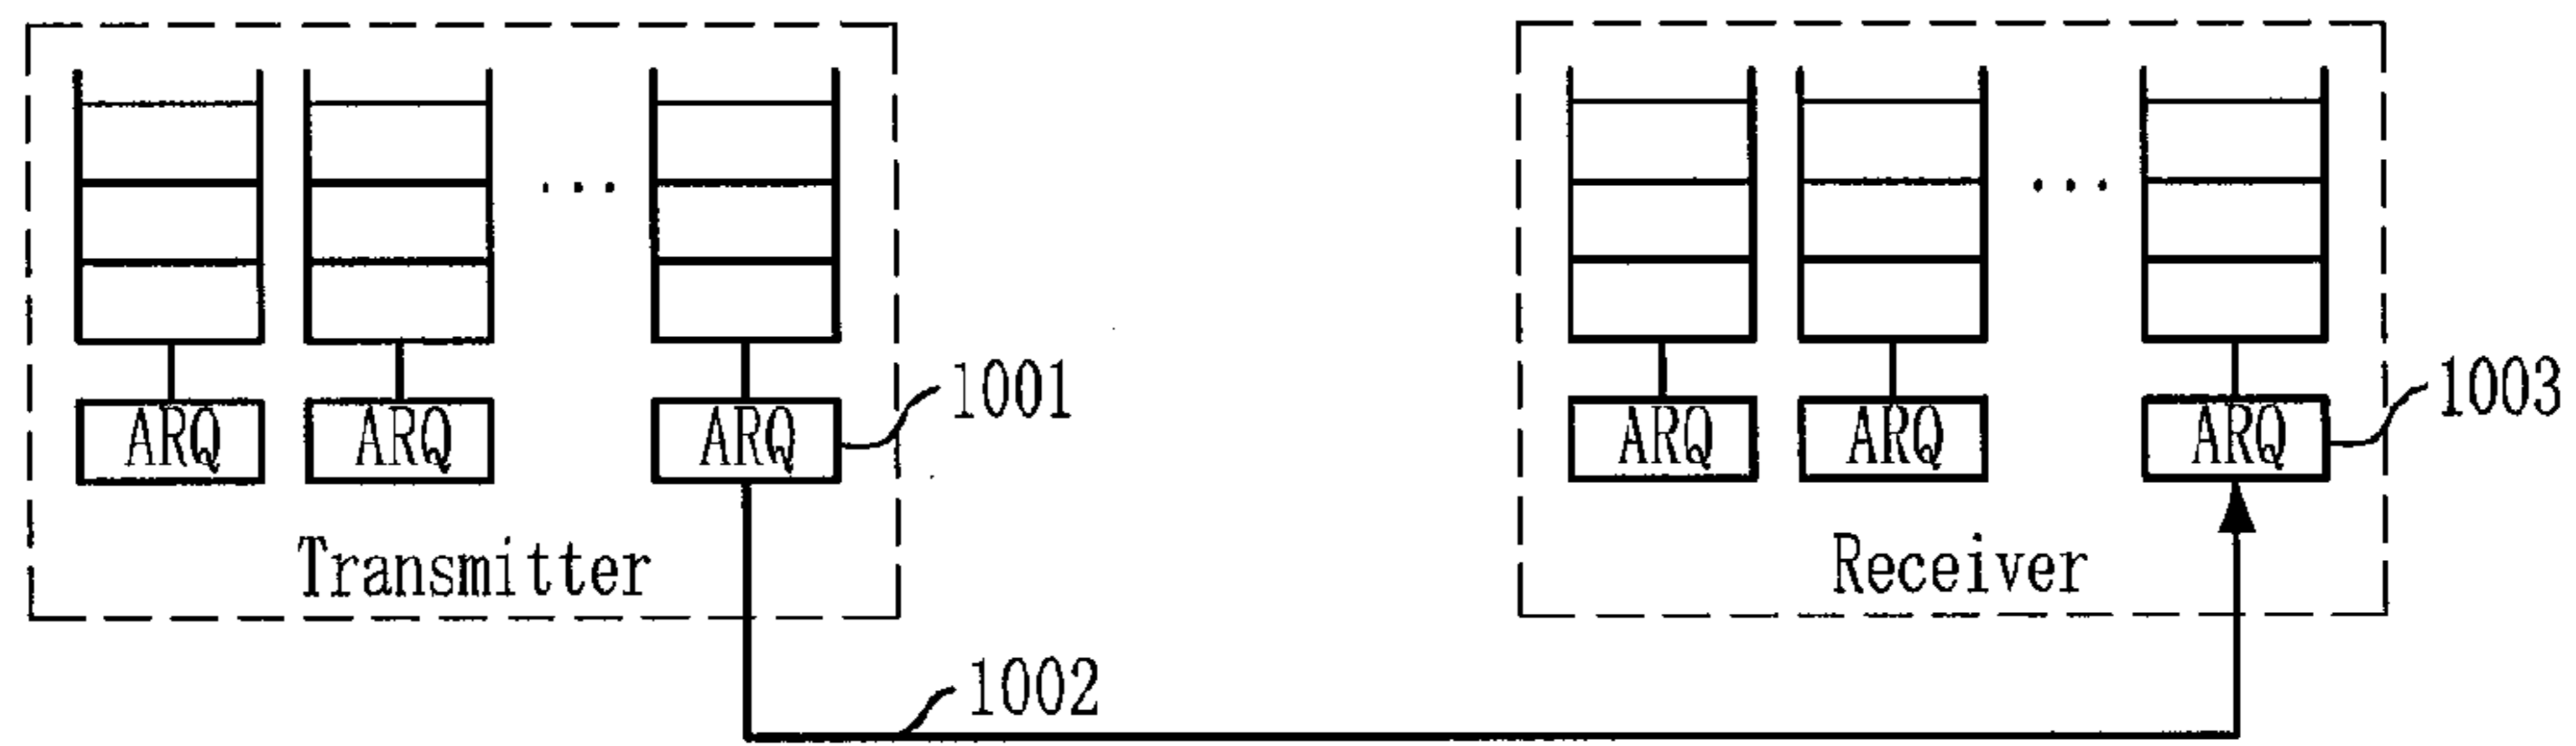 1001
1003
ARQ ARQ ... ARQ
ARQ ARQ ... ARQ
Transmitter
Receiver
1002